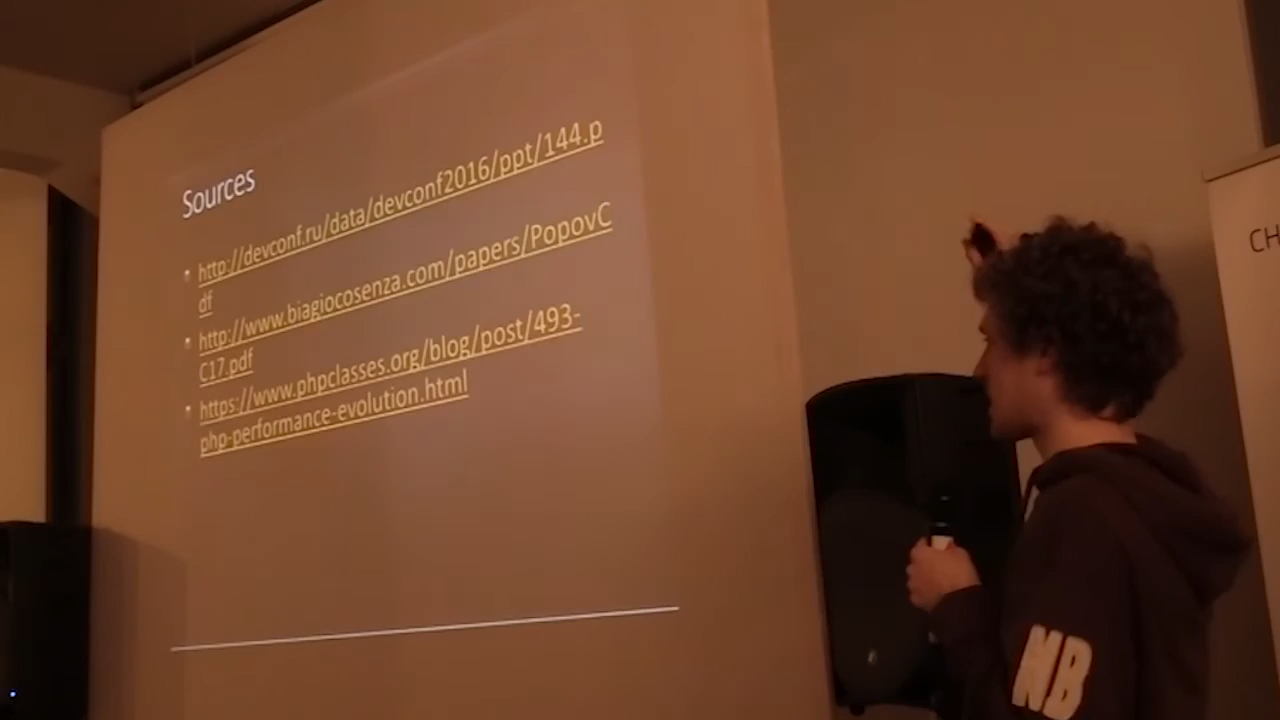 Sources
http://devconf.ru/data/devconf2016/ppt/144.p
df
http://www.biagiocosenza.com/papers/PopovC
C17.pdf
https://www.phpclasses.org/blog/post/493-
php-performance-evolution.html
CH
NB